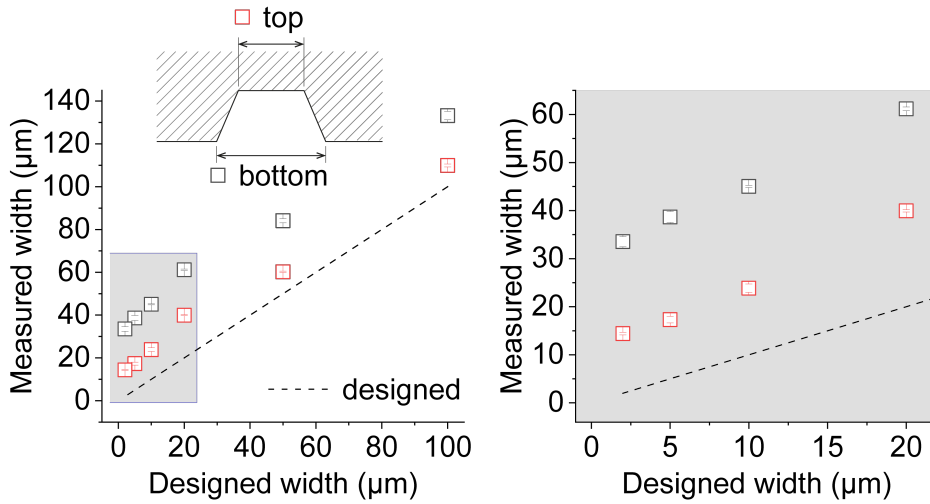 top
bottom
140
120
100
80
60
40
20
0
Measured width (µm)
0 20 40 60 80 100
Designed width (µm)
designed
60
50
40
30
20
10
0
Measured width (µm)
0 5 10 15 20
Designed width (µm)